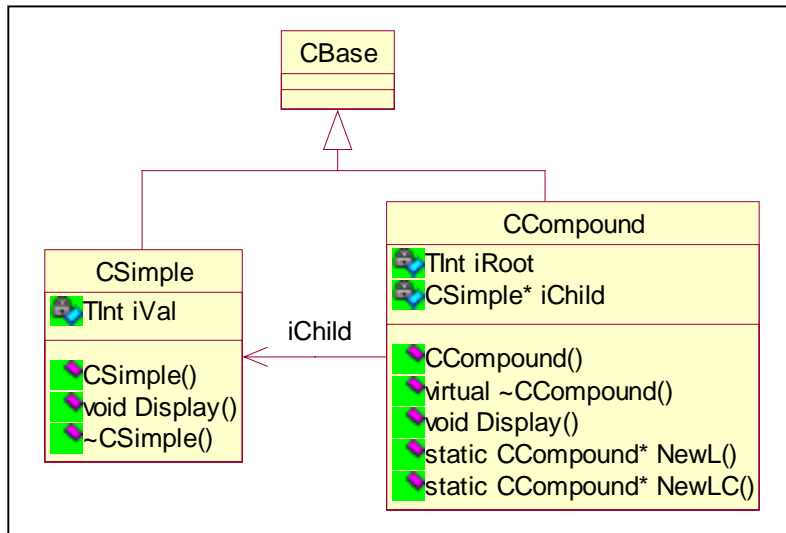 CBase
CCompound
TInt iRoot
CSimple* iChild
CSimple
TInt iVal
iChild
CCompound()
virtual ~CCompound()
void Display()
static CCompound* NewL()
static CCompound* NewLC()
CSimple()
void Display()
~CSimple()